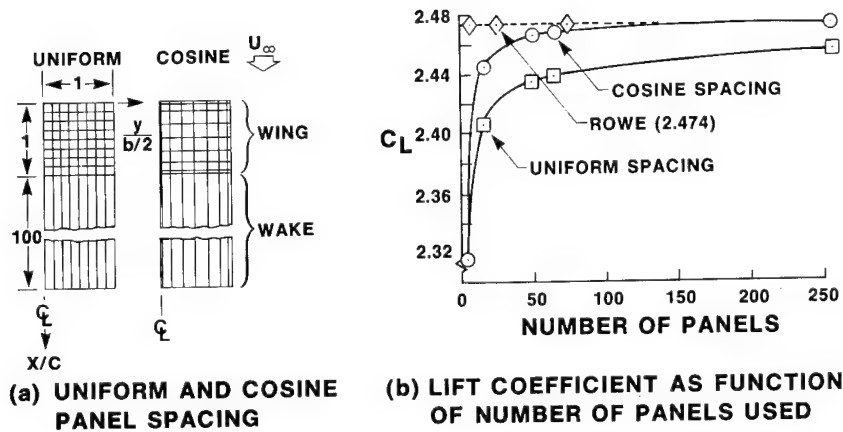 UNIFORM
COSINE
U∞
1
y
b/2
1
WING
100
WAKE
℄
℄
X/C
(a) UNIFORM AND COSINE
PANEL SPACING
2.48
2.44
2.40
2.36
2.32
CL
COSINE SPACING
ROWE (2.474)
UNIFORM SPACING
0
50
100
150
200
250
NUMBER OF PANELS
(b) LIFT COEFFICIENT AS FUNCTION
OF NUMBER OF PANELS USED